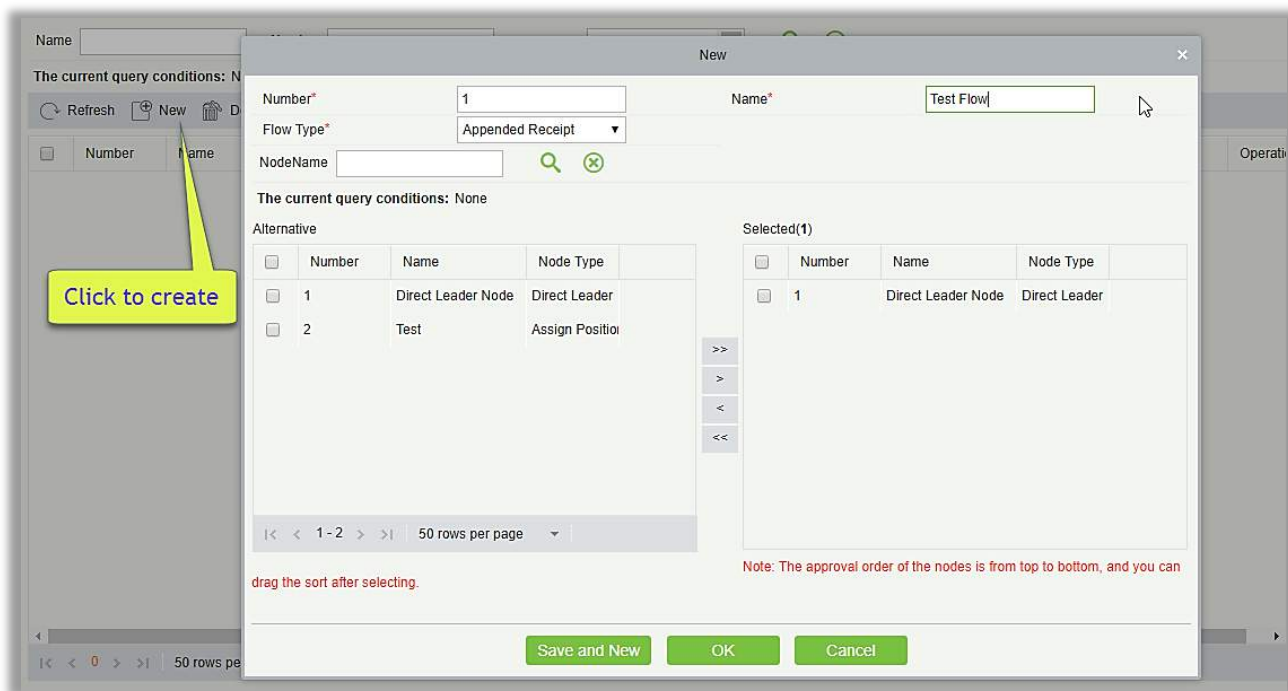 Name
The current query conditions: N
Refresh New D
Number Name Operati
Click to create
0 50 rows pe
New
Number* 1 Name* Test Flow
Flow Type* Appended Receipt
NodeName
The current query conditions: None
Alternative Selected(1)
Number Name Node Type Number Name Node Type
1 Direct Leader Node Direct Leader 1 Direct Leader Node Direct Leader
2 Test Assign Position
>>
>
<
<<
|< < 1 - 2 > >| 50 rows per page
Note: The approval order of the nodes is from top to bottom, and you can
drag the sort after selecting.
Save and New OK Cancel